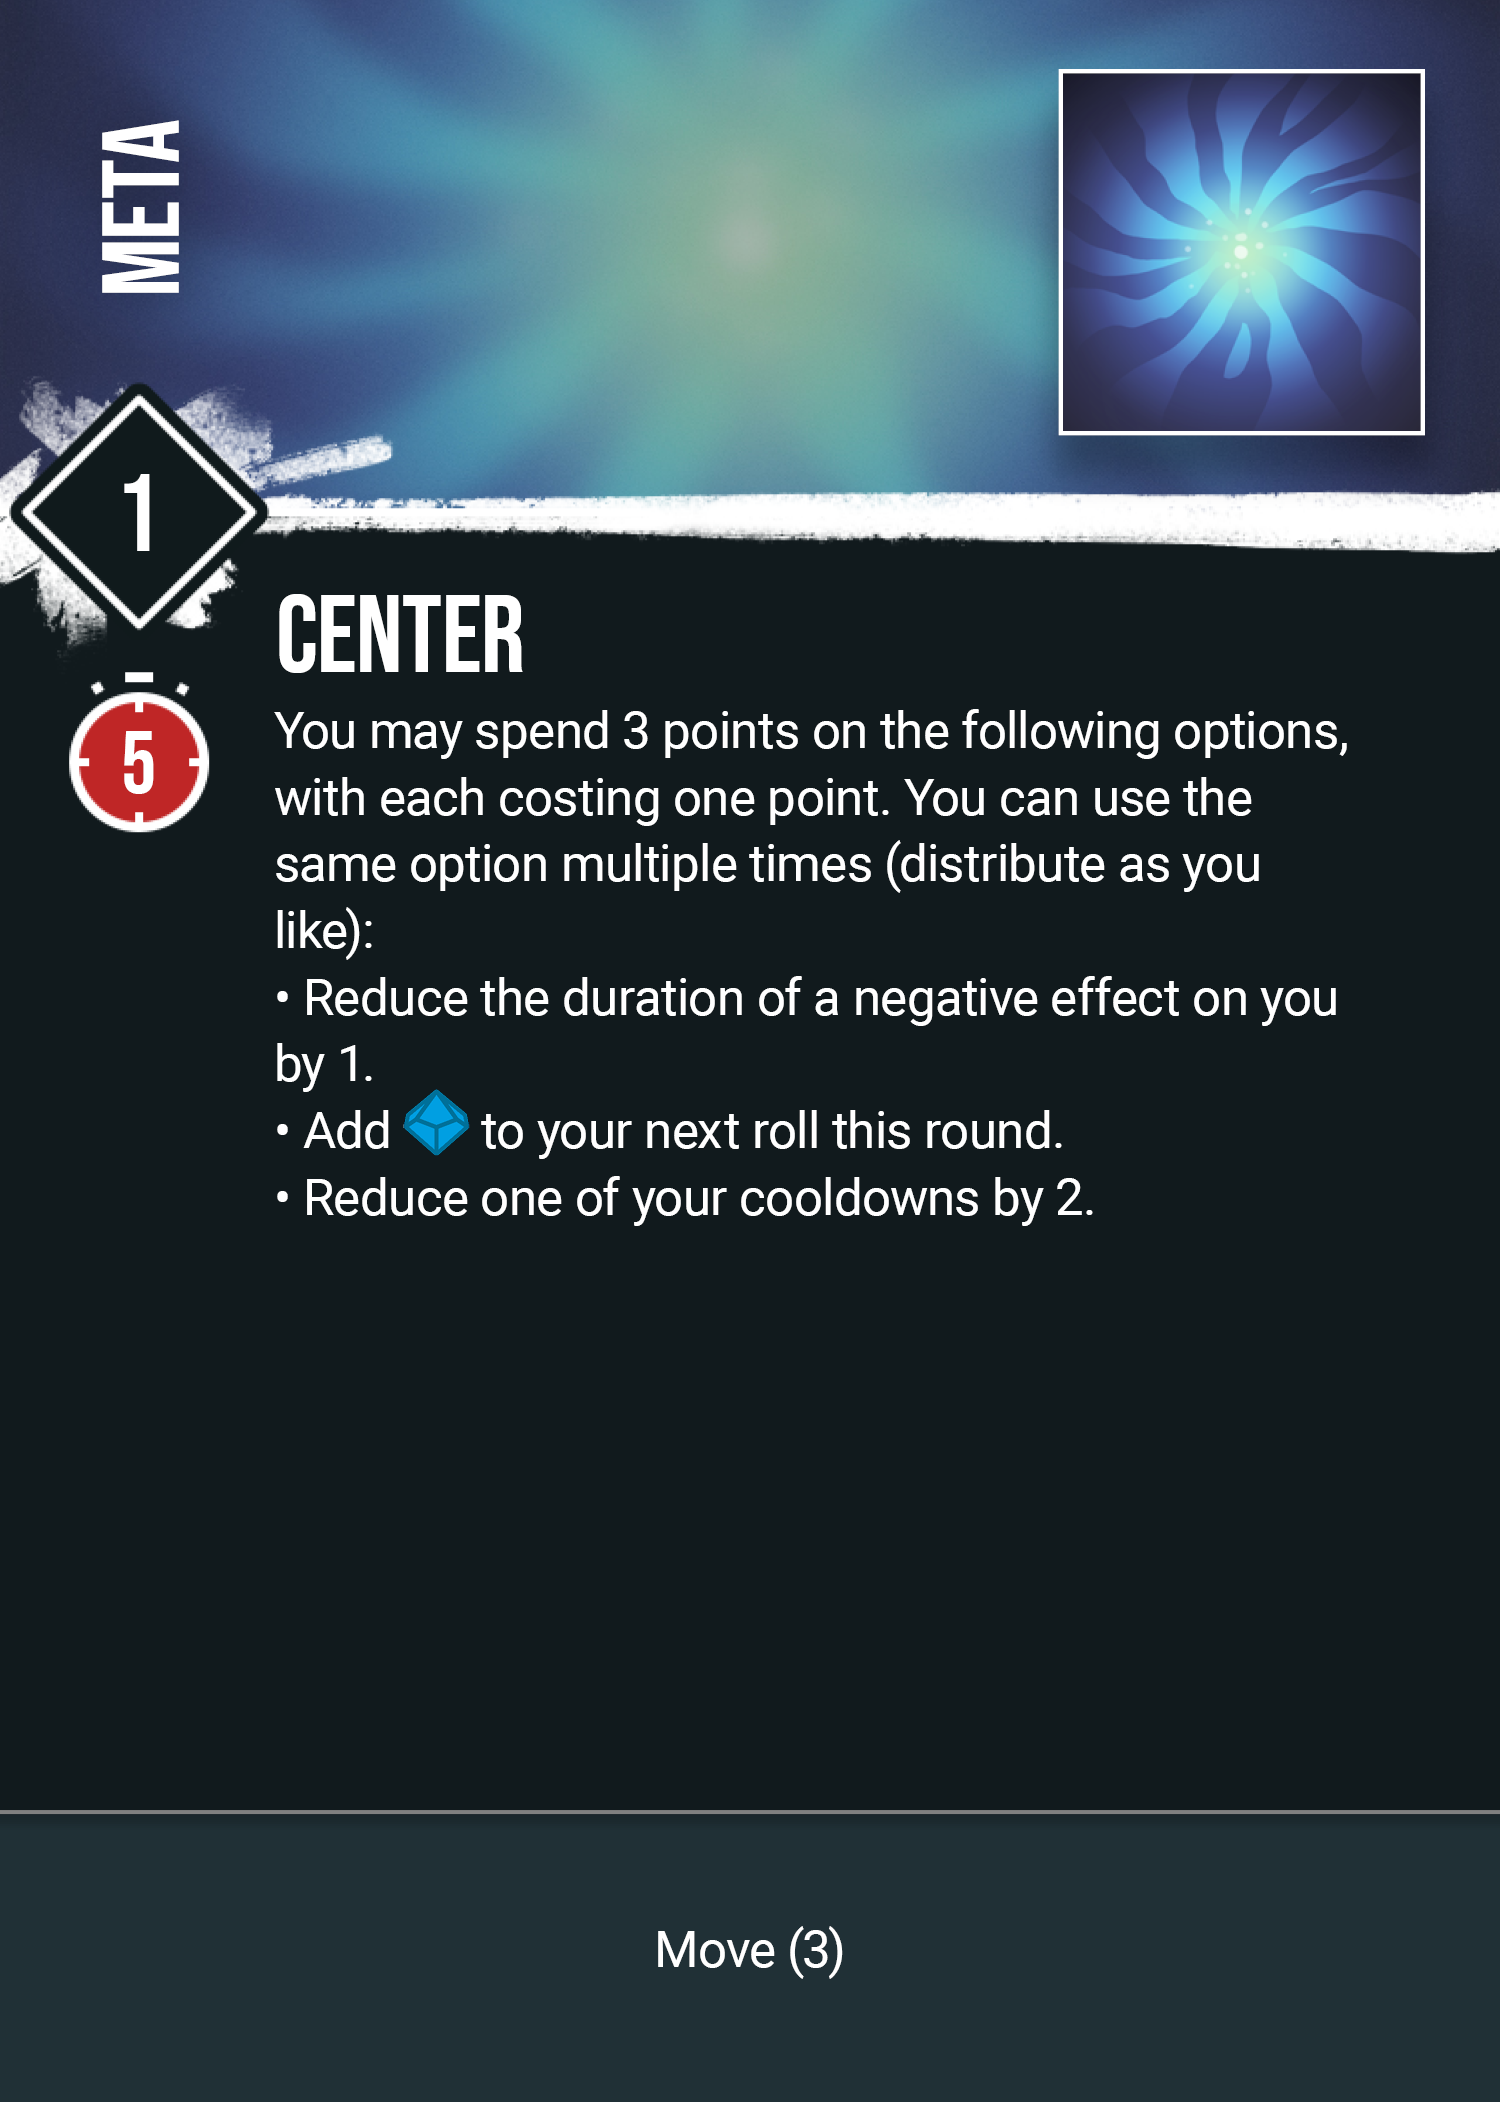 META
1
CENTER
5
You may spend 3 points on the following options,
with each costing one point. You can use the
same option multiple times (distribute as you
like):
• Reduce the duration of a negative effect on you
by 1.
• Add to your next roll this round.
• Reduce one of your cooldowns by 2.
Move (3)